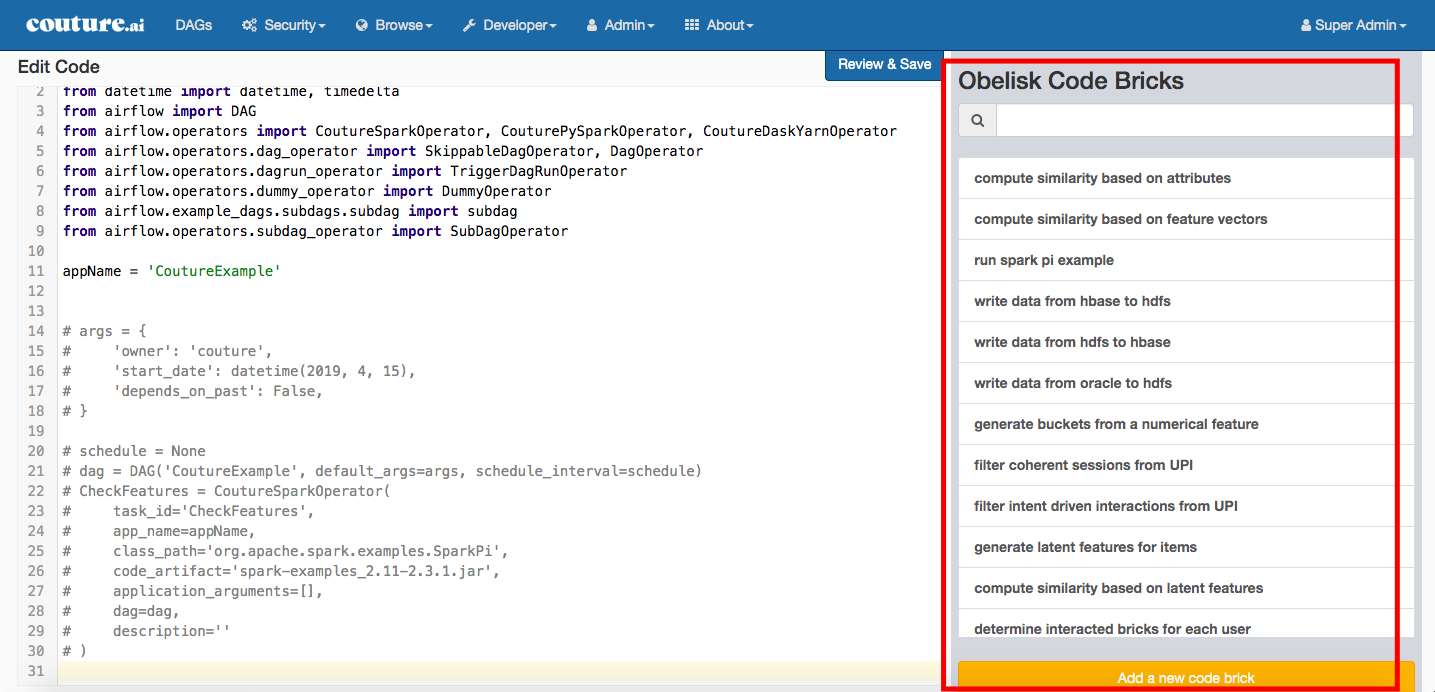 couture.ai DAGs Security Browse Developer Admin About Super Admin
Edit Code
Review & Save
2 from datetime import datetime, timedelta
3 from airflow import DAG
4 from airflow.operators import CoutureSparkOperator, CouturePySparkOperator, CoutureDaskYarnOperator
5 from airflow.operators.dag_operator import SkippableDagOperator, DagOperator
6 from airflow.operators.dagrun_operator import TriggerDagRunOperator
7 from airflow.operators.dummy_operator import DummyOperator
8 from airflow.example_dags.subdags.subdag import subdag
9 from airflow.operators.subdag_operator import SubDagOperator
10
11 appName = 'CoutureExample'
12
13
14 # args = {
15 #     'owner': 'couture',
16 #     'start_date': datetime(2019, 4, 15),
17 #     'depends_on_past': False,
18 # }
19
20 # schedule = None
21 # dag = DAG('CoutureExample', default_args=args, schedule_interval=schedule)
22 # CheckFeatures = CoutureSparkOperator(
23 #     task_id='CheckFeatures',
24 #     app_name=appName,
25 #     class_path='org.apache.spark.examples.SparkPi',
26 #     code_artifact='spark-examples_2.11-2.3.1.jar',
27 #     application_arguments=[],
28 #     dag=dag,
29 #     description=''
30 # )
31
Obelisk Code Bricks
compute similarity based on attributes
compute similarity based on feature vectors
run spark pi example
write data from hbase to hdfs
write data from hdfs to hbase
write data from oracle to hdfs
generate buckets from a numerical feature
filter coherent sessions from UPI
filter intent driven interactions from UPI
generate latent features for items
compute similarity based on latent features
determine interacted bricks for each user
Add a new code brick